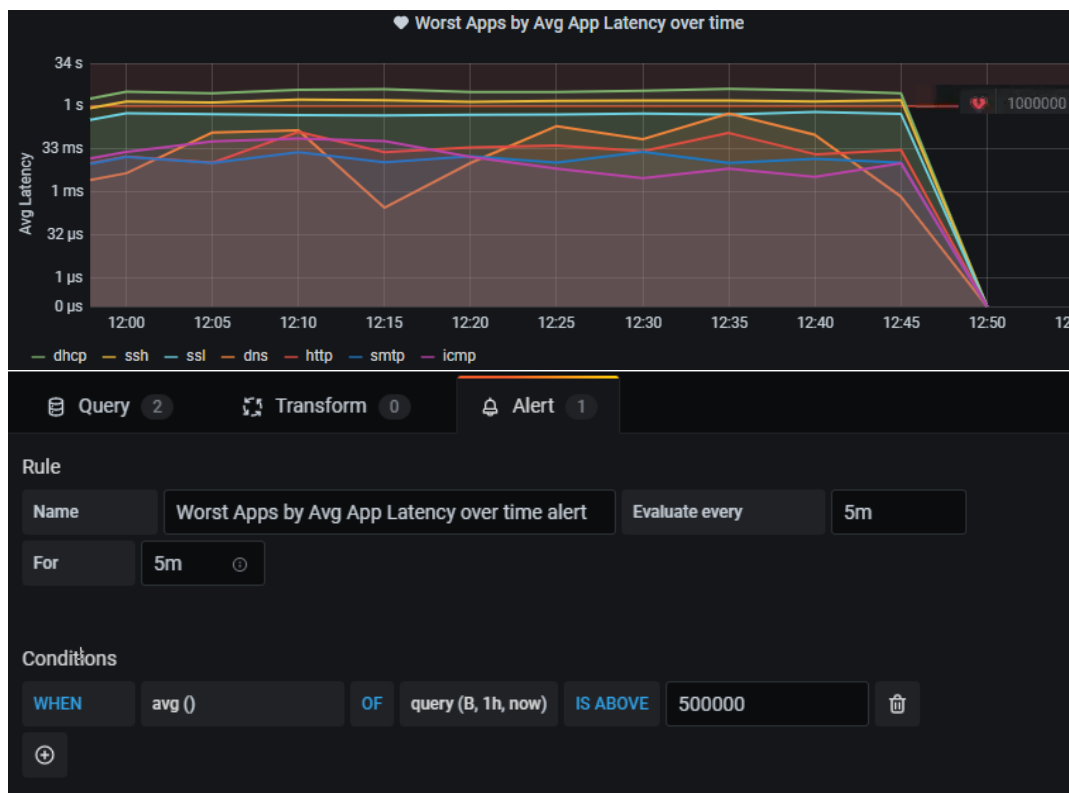 Worst Apps by Avg App Latency over time
34 s
1 s
1000000
33 ms
1 ms
32 µs
1 µs
0 µs
Avg Latency
12:00 12:05 12:10 12:15 12:20 12:25 12:30 12:35 12:40 12:45 12:50 12
dhcp ssh ssl dns http smtp icmp
Query 2 Transform 0 Alert 1
Rule
Name Worst Apps by Avg App Latency over time alert Evaluate every 5m
For 5m
Conditions
WHEN avg () OF query (B, 1h, now) IS ABOVE 500000